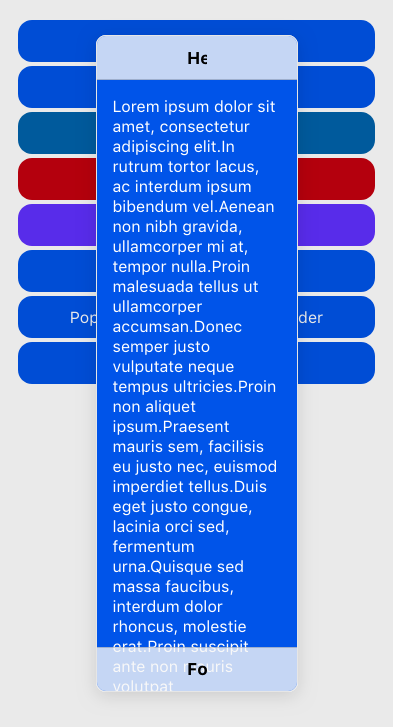 He
Lorem ipsum dolor sit
amet, consectetur
adipiscing elit.In
rutrum tortor lacus,
ac interdum ipsum
bibendum vel.Aenean
non nibh gravida,
ullamcorper mi at,
tempor nulla.Proin
malesuada tellus ut
ullamcorper
Pop
der
accumsan.Donec
semper justo
vulputate neque
tempus ultricies.Proin
non aliquet
ipsum.Praesent
mauris sem, facilisis
eu justo nec, euismod
imperdiet tellus.Duis
eget justo congue,
lacinia orci sed,
fermentum
urna.Quisque sed
massa faucibus,
interdum dolor
rhoncus, molestie
erat.Proin suscipit
ante non mauris
Fo
volutpat